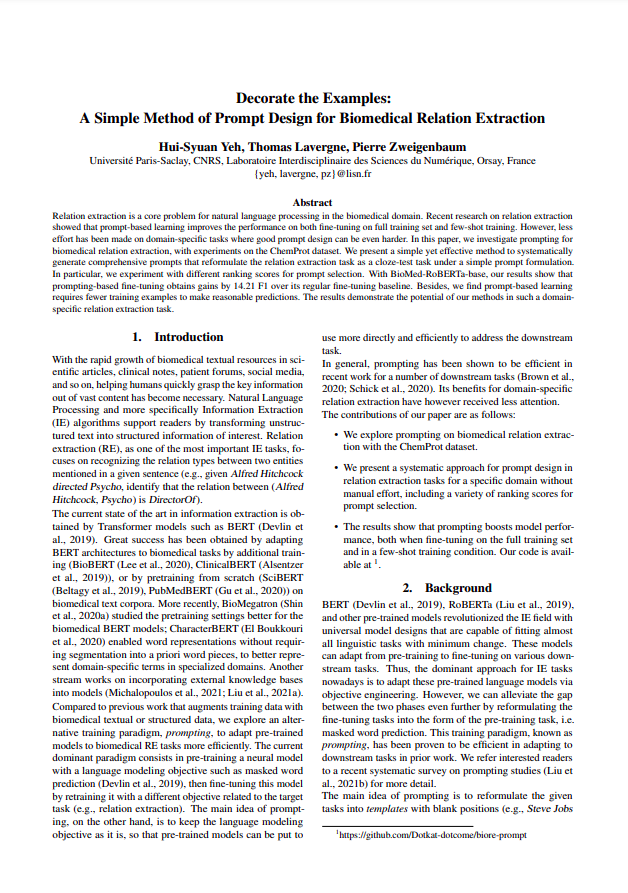 Decorate the Examples:
A Simple Method of Prompt Design for Biomedical Relation Extraction
Hui-Syuan Yeh, Thomas Lavergne, Pierre Zweigenbaum
Université Paris-Saclay, CNRS, Laboratoire Interdisciplinaire des Sciences du Numérique, Orsay, France
{yeh, lavergne, pz}@lisn.fr
Abstract
Relation extraction is a core problem for natural language processing in the biomedical domain. Recent research on relation extraction
showed that prompt-based learning improves the performance on both fine-tuning on full training set and few-shot training. However, less
effort has been made on domain-specific tasks where good prompt design can be even harder. In this paper, we investigate prompting for
biomedical relation extraction, with experiments on the ChemProt dataset. We present a simple yet effective method to systematically
generate comprehensive prompts that reformulate the relation extraction task as a cloze-test task under a simple prompt formulation.
In particular, we experiment with different ranking scores for prompt selection. With BioMed-RoBERTa-base, our results show that
prompting-based fine-tuning obtains gains by 14.21 F1 over its regular fine-tuning baseline. Besides, we find prompt-based learning
requires fewer training examples to make reasonable predictions. The results demonstrate the potential of our methods in such a domain-
specific relation extraction task.
1. Introduction
With the rapid growth of biomedical textual resources in sci-
entific articles, clinical notes, patient forums, social media,
and so on, helping humans quickly grasp the key information
out of vast content has become necessary. Natural Language
Processing and more specifically Information Extraction
(IE) algorithms support readers by transforming unstruc-
tured text into structured information of interest. Relation
extraction (RE), as one of the most important IE tasks, fo-
cuses on recognizing the relation types between two entities
mentioned in a given sentence (e.g., given Alfred Hitchcock
directed Psycho, identify that the relation between (Alfred
Hitchcock, Psycho) is DirectorOf).
The current state of the art in information extraction is ob-
tained by Transformer models such as BERT (Devlin et
al., 2019). Great success has been obtained by adapting
BERT architectures to biomedical tasks by additional train-
ing (BioBERT (Lee et al., 2020), ClinicalBERT (Alsentzer
et al., 2019)), or by pretraining from scratch (SciBERT
(Beltagy et al., 2019), PubMedBERT (Gu et al., 2020)) on
biomedical text corpora. More recently, BioMegatron (Shin
et al., 2020a) studied the pretraining settings better for the
biomedical BERT models; CharacterBERT (El Boukkouri
et al., 2020) enabled word representations without requir-
ing segmentation into a priori word pieces, to better repre-
sent domain-specific terms in specialized domains. Another
stream works on incorporating external knowledge bases
into models (Michalopoulos et al., 2021; Liu et al., 2021a).
Compared to previous work that augments training data with
biomedical textual or structured data, we explore an alter-
native training paradigm, prompting, to adapt pre-trained
models to biomedical RE tasks more efficiently. The current
dominant paradigm consists in pre-training a neural model
with a language modeling objective such as masked word
prediction (Devlin et al., 2019), then fine-tuning this model
by retraining it with a different objective related to the target
task (e.g., relation extraction). The main idea of prompt-
ing, on the other hand, is to keep the language modeling
objective as it is, so that pre-trained models can be put to
use more directly and efficiently to address the downstream
task.
In general, prompting has been shown to be efficient in
recent work for a number of downstream tasks (Brown et al.,
2020; Schick et al., 2020). Its benefits for domain-specific
relation extraction have however received less attention.
The contributions of our paper are as follows:
• We explore prompting on biomedical relation extrac-
tion with the ChemProt dataset.
• We present a systematic approach for prompt design in
relation extraction tasks for a specific domain without
manual effort, including a variety of ranking scores for
prompt selection.
• The results show that prompting boosts model perfor-
mance, both when fine-tuning on the full training set
and in a few-shot training condition. Our code is avail-
able at 1.
2. Background
BERT (Devlin et al., 2019), RoBERTa (Liu et al., 2019),
and other pre-trained models revolutionized the IE field with
universal model designs that are capable of fitting almost
all linguistic tasks with minimum change. These models
can adapt from pre-training to fine-tuning on various down-
stream tasks. Thus, the dominant approach for IE tasks
nowadays is to adapt these pre-trained language models via
objective engineering. However, we can alleviate the gap
between the two phases even further by reformulating the
fine-tuning tasks into the form of the pre-training task, i.e.
masked word prediction. This training paradigm, known as
prompting, has been proven to be efficient in adapting to
downstream tasks in prior work. We refer interested readers
to a recent systematic survey on prompting studies (Liu et
al., 2021b) for more detail.
The main idea of prompting is to reformulate the given
tasks into templates with blank positions (e.g., Steve Jobs
1https://github.com/Dotkat-dotcome/biore-prompt